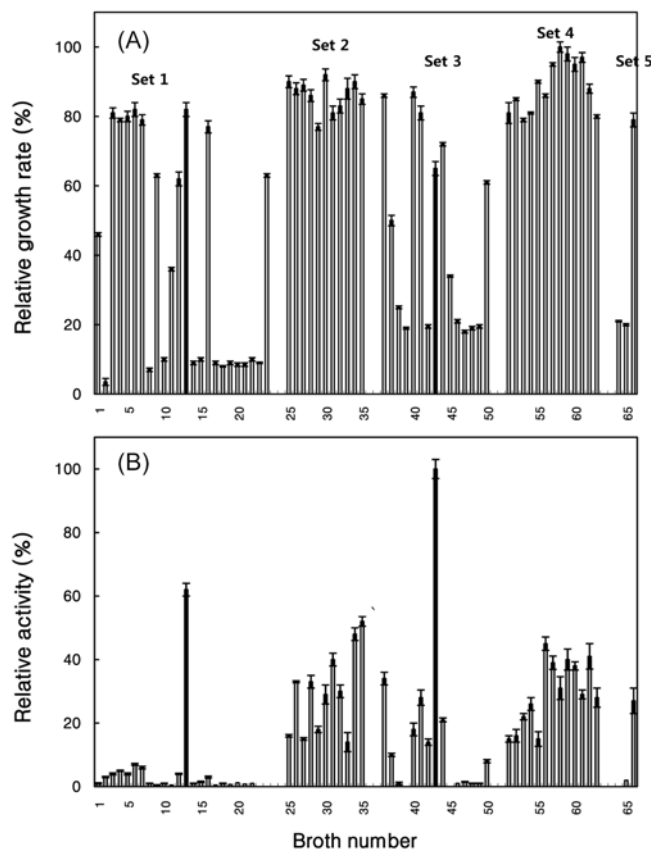 (A)
Set 1
Set 2
Set 3
Set 4
Set 5
Relative growth rate (%)
100
80
60
40
20
0
1 5 10 15 20 25 30 35 40 45 50 55 60 65
(B)
Relative activity (%)
100
80
60
40
20
0
1 5 10 15 20 25 30 35 40 45 50 55 60 65
Broth number